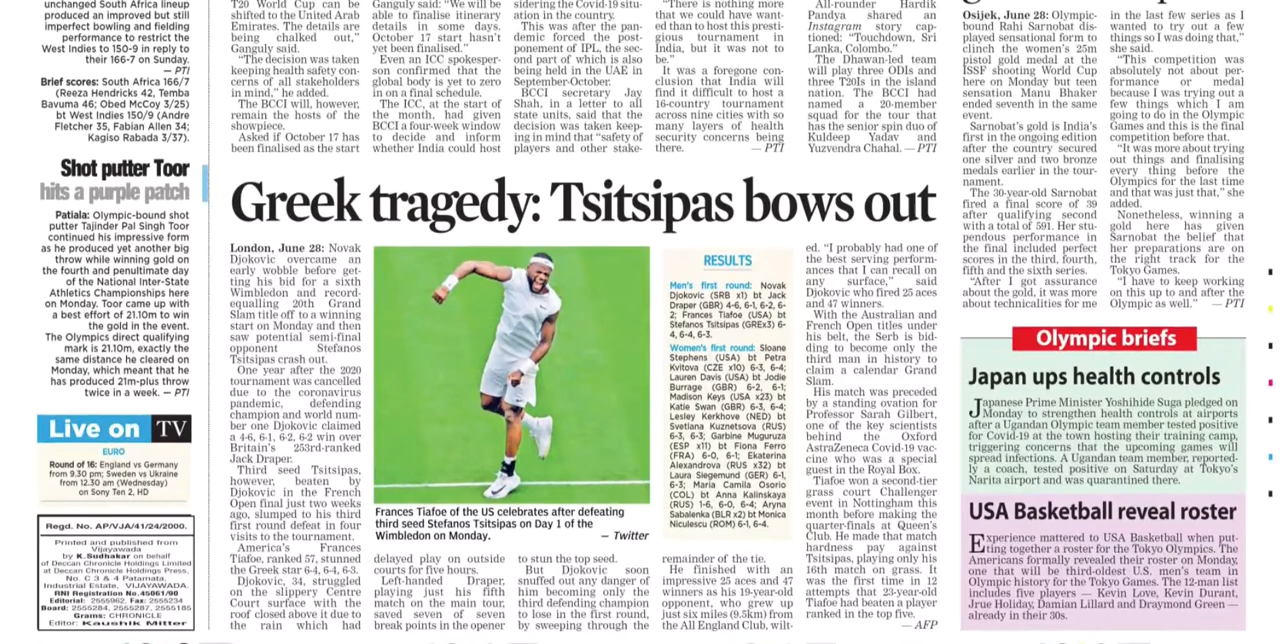 unchanged South Africa lineup
produced an improved but still
imperfect bowling and fielding
performance to restrict the
West Indies to 150-9 in reply to
their 166-7 on Sunday.
— PTI
Brief scores: South Africa 166/7
(Reeza Hendricks 42, Temba
Bavuma 46; Obed McCoy 3/25)
bt West Indies 150/9 (Andre
Fletcher 35, Fabian Allen 34;
Kagiso Rabada 3/37).
Shot putter Toor
hits a purple patch
Patiala: Olympic-bound shot
putter Tajinder Pal Singh Toor
continued his impressive form
as he produced yet another big
throw while winning gold on
the fourth and penultimate day
of the National Inter-State
Athletics Championships here
on Monday. Toor came up with
a best effort of 21.10m to win
the gold in the event.
The Olympics direct qualifying
mark is 21.10m, exactly the
same distance he cleared on
Monday, which meant that he
has produced 21m-plus throw
twice in a week. — PTI
Live on TV
EURO
Round of 16: England vs Germany
from 9.30 pm; Sweden vs Ukraine
from 12.30 am (Wednesday)
on Sony Ten 2, HD
Regd. No. AP/VJA/41/24/2000.
Printed and published from
Vijayawada
by K.Sudhakar on behalf
of Deccan Chronicle Holdings Limited
at Deccan Chronicle Holdings Press,
No. C 3 & 4 Patamata,
Industrial Estate, VIJAYAWADA.
RNI Registration No.45061/90
Editorial: 2555962, Fax: 2555234
Board: 2555284, 2555287, 2555185
Grams: CHRONICLE
Editor: Kaushik Mitter
T20 World Cup can be
shifted to the United Arab
Emirates. The details are
being chalked out,"
Ganguly said.
"The decision was taken
keeping health safety con-
cerns of all stakeholders
in mind," he added.
The BCCI will, however,
remain the hosts of the
showpiece.
Asked if October 17 has
been finalised as the start
Ganguly said: "We will be
able to finalise itinerary
details in some days.
October 17 start hasn't
yet been finalised."
Even an ICC spokesper-
son confirmed that the
global body is yet to zero
in on a final schedule.
The ICC, at the start of
the month, had given
BCCI a four-week window
to decide and inform
whether India could host
sidering the Covid-19 situ-
ation in the country.
This was after the pan-
demic forced the post-
ponement of IPL, the sec-
ond part of which is also
being held in the UAE in
September-October.
BCCI secretary Jay
Shah, in a letter to all
state units, said that the
decision was taken keep-
ing in mind that "safety of
players and other stake-
"There is nothing more
that we could have want-
ed than to host this presti-
gious tournament in
India, but it was not to
be."
It was a foregone con-
clusion that India will
find it difficult to host a
16-country tournament
across nine cities with so
many layers of health
security concerns being
there. — PTI
All-rounder Hardik
Pandya shared an
Instagram story cap-
tioned: "Touchdown, Sri
Lanka, Colombo."
The Dhawan-led team
will play three ODIs and
three T20s in the island
nation. The BCCI had
named a 20-member
squad for the tour that
has the senior spin duo of
Kuldeep Yadav and
Yuzvendra Chahal. — PTI
Greek tragedy: Tsitsipas bows out
London, June 28: Novak
Djokovic overcame an
early wobble before get-
ting his bid for a sixth
Wimbledon and record-
equalling 20th Grand
Slam title off to a winning
start on Monday and then
saw potential semi-final
opponent Stefanos
Tsitsipas crash out.
One year after the 2020
tournament was cancelled
due to the coronavirus
pandemic, defending
champion and world num-
ber one Djokovic claimed
a 4-6, 6-1, 6-2, 6-2 win over
Britain's 253rd-ranked
Jack Draper.
Third seed Tsitsipas,
however, beaten by
Djokovic in the French
Open final just two weeks
ago, slumped to his third
first round defeat in four
visits to the tournament.
America's Frances
Tiafoe, ranked 57, stunned
the Greek star 6-4, 6-4, 6-3.
Djokovic, 34, struggled
on the slippery Centre
Court surface with the
roof closed above it due to
the rain which had
Frances Tiafoe of the US celebrates after defeating
third seed Stefanos Tsitsipas on Day 1 of the
Wimbledon on Monday. — Twitter
delayed play on outside
courts for five hours.
Left-handed Draper,
playing just his fifth
match on the main tour,
saved seven of seven
break points in the opener
to stun the top seed.
But Djokovic soon
snuffed out any danger of
him becoming only the
third defending champion
to lose in the first round,
by sweeping through the
RESULTS
Men's first round: Novak
Djokovic (SRB x1) bt Jack
Draper (GBR) 4-6, 6-1, 6-2, 6-
2; Frances Tiafoe (USA) bt
Stefanos Tsitsipas (GREx3) 6-
4, 6-4, 6-3.
Women's first round: Sloane
Stephens (USA) bt Petra
Kvitova (CZE x10) 6-3, 6-4;
Lauren Davis (USA) bt Jodie
Burrage (GBR) 6-2, 6-1;
Madison Keys (USA x23) bt
Katie Swan (GBR) 6-3, 6-4;
Lesley Kerkhove (NED) bt
Svetlana Kuznetsova (RUS)
6-3, 6-3; Garbine Muguruza
(ESP x11) bt Fiona Ferro
(FRA) 6-0, 6-1; Ekaterina
Alexandrova (RUS x32) bt
Laura Siegemund (GER) 6-1,
6-3; Maria Camila Osorio
(COL) bt Anna Kalinskaya
(RUS) 1-6, 6-0, 6-4; Aryna
Sabalenka (BLR x2) bt Monica
Niculescu (ROM) 6-1, 6-4.
remainder of the tie.
He finished with an
impressive 25 aces and 47
winners as his 19-year-old
opponent, who grew up
just six miles (9.5km) from
the All England Club, wilt-
ed. "I probably had one of
the best serving perform-
ances that I can recall on
any surface," said
Djokovic who fired 25 aces
and 47 winners.
With the Australian and
French Open titles under
his belt, the Serb is bid-
ding to become only the
third man in history to
claim a calendar Grand
Slam.
His match was preceded
by a standing ovation for
Professor Sarah Gilbert,
one of the key scientists
behind the Oxford
AstraZeneca Covid-19 vac-
cine who was a special
guest in the Royal Box.
Tiafoe won a second-tier
grass court Challenger
event in Nottingham this
month before making the
quarter-finals at Queen's
Club. He made that match
hardness pay against
Tsitsipas, playing only his
16th match on grass. It
was the first time in 12
attempts that 23-year-old
Tiafoe had beaten a player
ranked in the top five.
— AFP
Osijek, June 28: Olympic-
bound Rahi Sarnobat dis-
played sensational form to
clinch the women's 25m
pistol gold medal at the
ISSF shooting World Cup
here on Monday but teen
sensation Manu Bhaker
ended seventh in the same
event.
Sarnobat's gold is India's
first in the ongoing edition
after the country secured
one silver and two bronze
medals earlier in the tour-
nament.
The 30-year-old Sarnobat
fired a final score of 39
after qualifying second
with a total of 591. Her stu-
pendous performance in
the final included perfect
scores in the third, fourth,
fifth and the sixth series.
"After I got assurance
about the gold, it was more
about technicalities for me
in the last few series as I
wanted to try out a few
things so I was doing that,"
she said.
"This competition was
absolutely not about per-
formance or medal
because I was trying out a
few things which I am
going to do in the Olympic
Games and this is the final
competition before that.
"It was more about trying
out things and finalising
every thing before the
Olympics for the last time
and that was just that," she
added.
Nonetheless, winning a
gold here has given
Sarnobat the belief that
her preparations are on
the right track for the
Tokyo Games.
"I have to keep working
on this up to and after the
Olympic as well." — PTI
Olympic briefs
Japan ups health controls
Japanese Prime Minister Yoshihide Suga pledged on
Monday to strengthen health controls at airports
after a Ugandan Olympic team member tested positive
for Covid-19 at the town hosting their training camp,
triggering concerns that the upcoming games will
spread infections. A Ugandan team member, reported-
ly a coach, tested positive on Saturday at Tokyo's
Narita airport and was quarantined there.
USA Basketball reveal roster
Experience mattered to USA Basketball when put-
ting together a roster for the Tokyo Olympics. The
Americans formally revealed their roster on Monday,
one that will be third-oldest U.S. men's team in
Olympic history for the Tokyo Games. The 12-man list
includes five players — Kevin Love, Kevin Durant,
Jrue Holiday, Damian Lillard and Draymond Green —
already in their 30s.